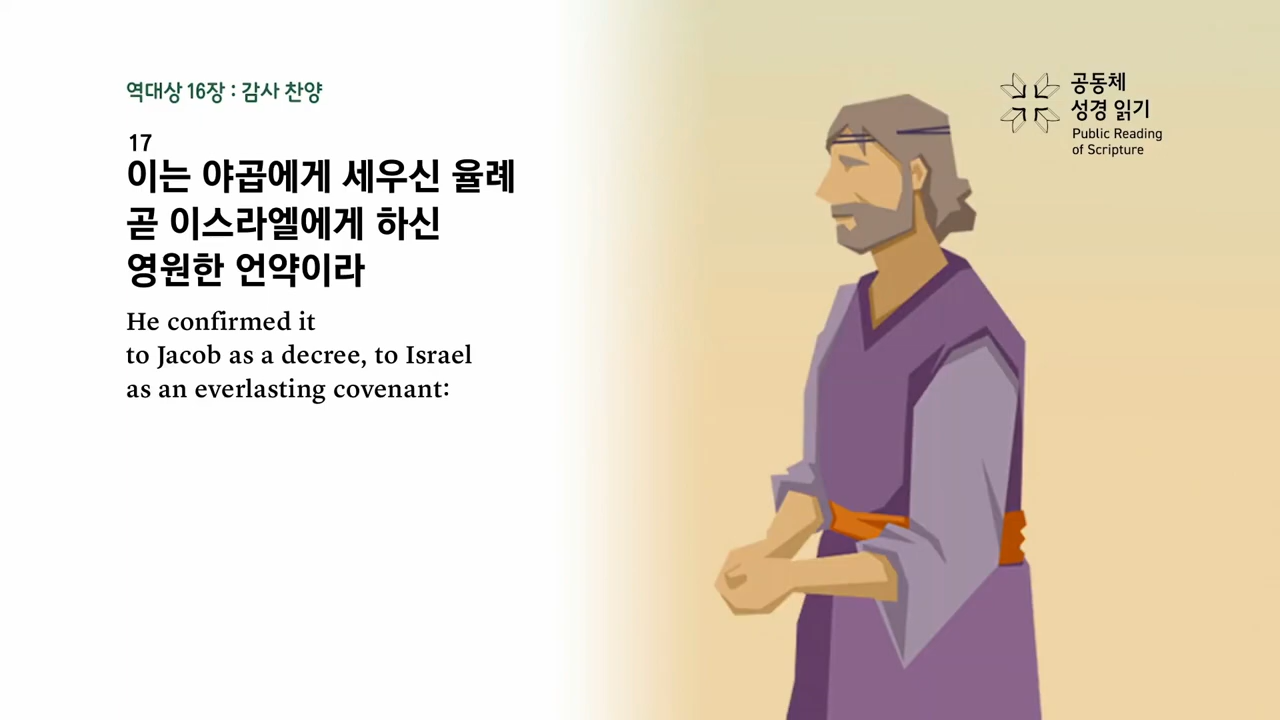 역대상 16장 : 감사 찬양
17
이는 야곱에게 세우신 율례
곧 이스라엘에게 하신
영원한 언약이라
He confirmed it
to Jacob as a decree, to Israel
as an everlasting covenant:
공동체
성경 읽기
Public Reading
of Scripture